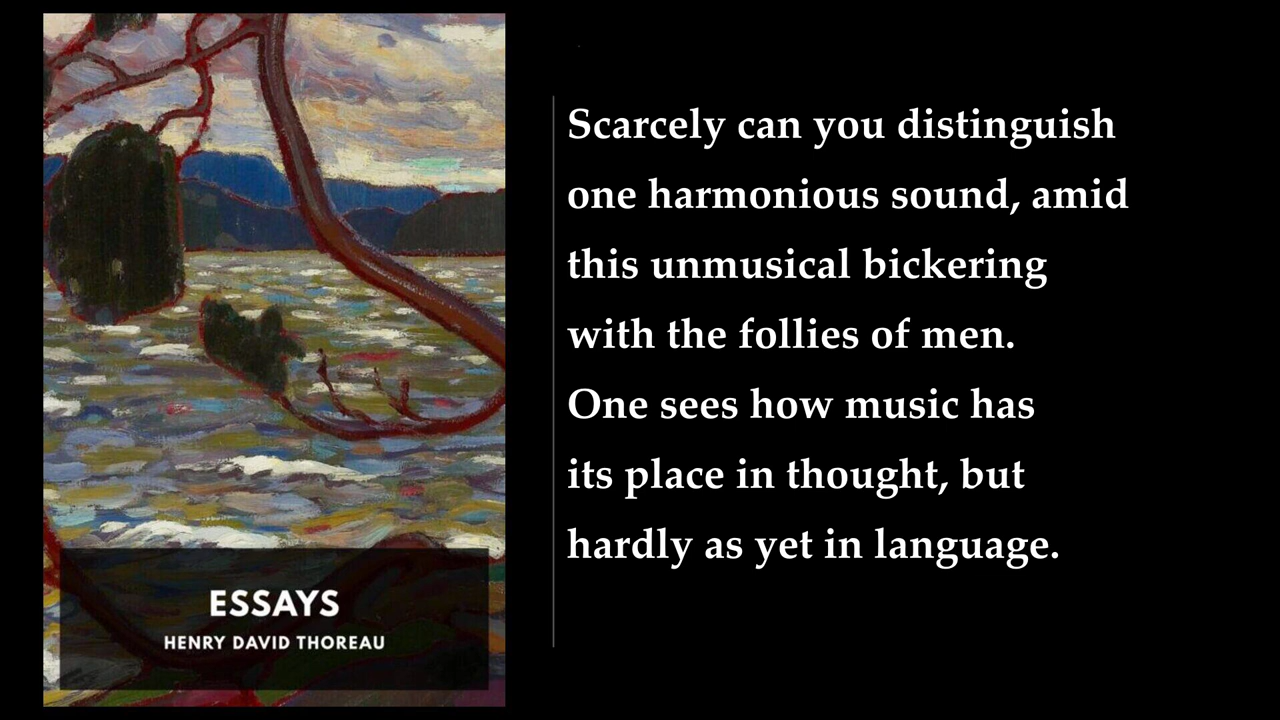 Scarcely can you distinguish
one harmonious sound, amid
this unmusical bickering
with the follies of men.
One sees how music has
its place in thought, but
hardly as yet in language.
ESSAYS
HENRY DAVID THOREAU